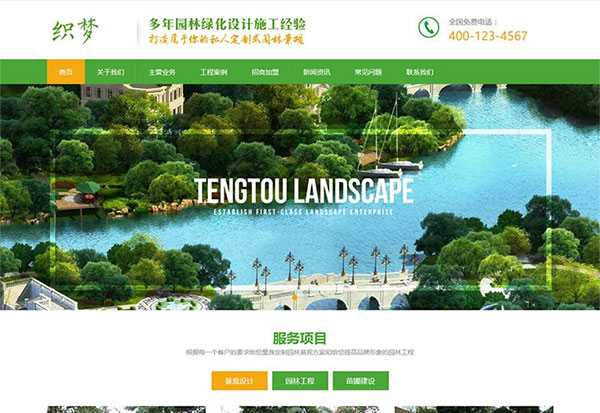 织梦
多年园林绿化设计施工经验
打造属于你的私人定制式园林景观
全国免费电话：
400-123-4567
首页 关于我们 主营业务 工程案例 招商加盟 新闻资讯 常见问题 联系我们
TENGTOU LANDSCAPE
ESTABLISH FIRST-CLASS LANDSCAPE ENTERPRISE
服务项目
根据每一个客户的要求给您量身定制园林景观方案和给您提高品牌形象的园林工程
景观设计 园林工程 苗圃建设